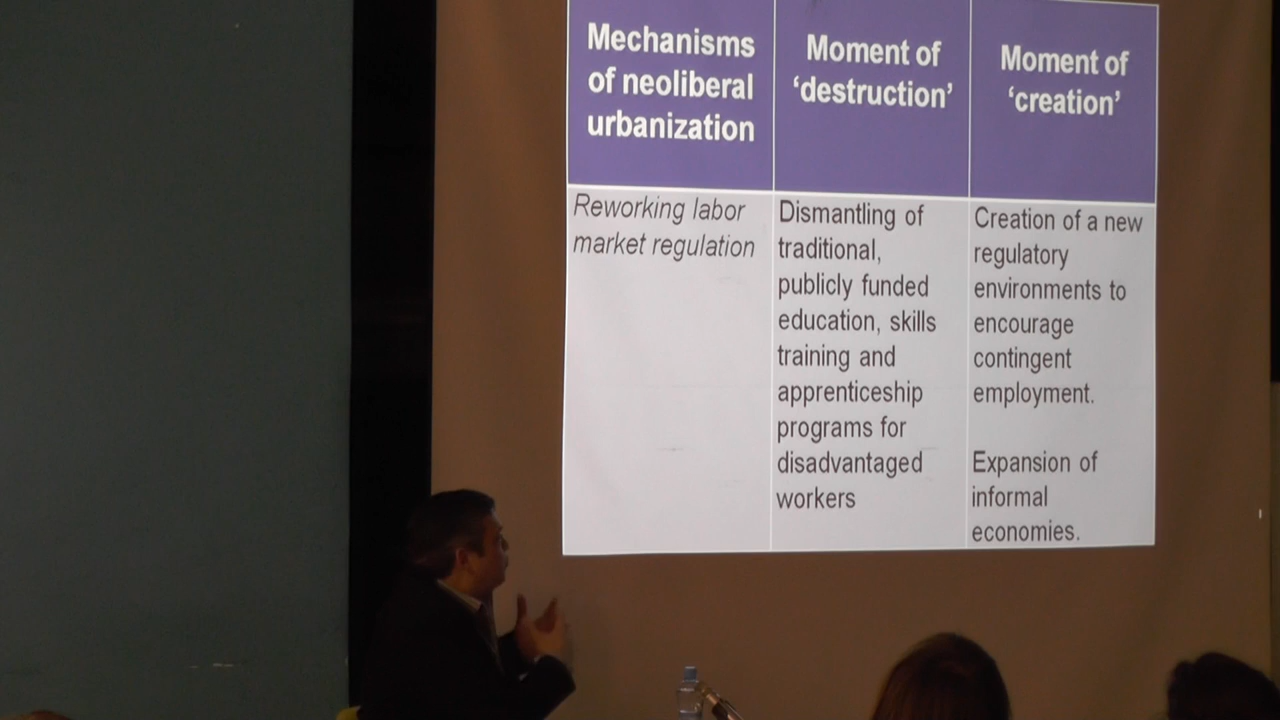 Mechanisms
of neoliberal
urbanization
Moment of
‘destruction’
Moment of
‘creation’
Reworking labor
market regulation
Dismantling of
traditional,
publicly funded
education, skills
training and
apprenticeship
programs for
disadvantaged
workers
Creation of a new
regulatory
environments to
encourage
contingent
employment.
Expansion of
informal
economies.